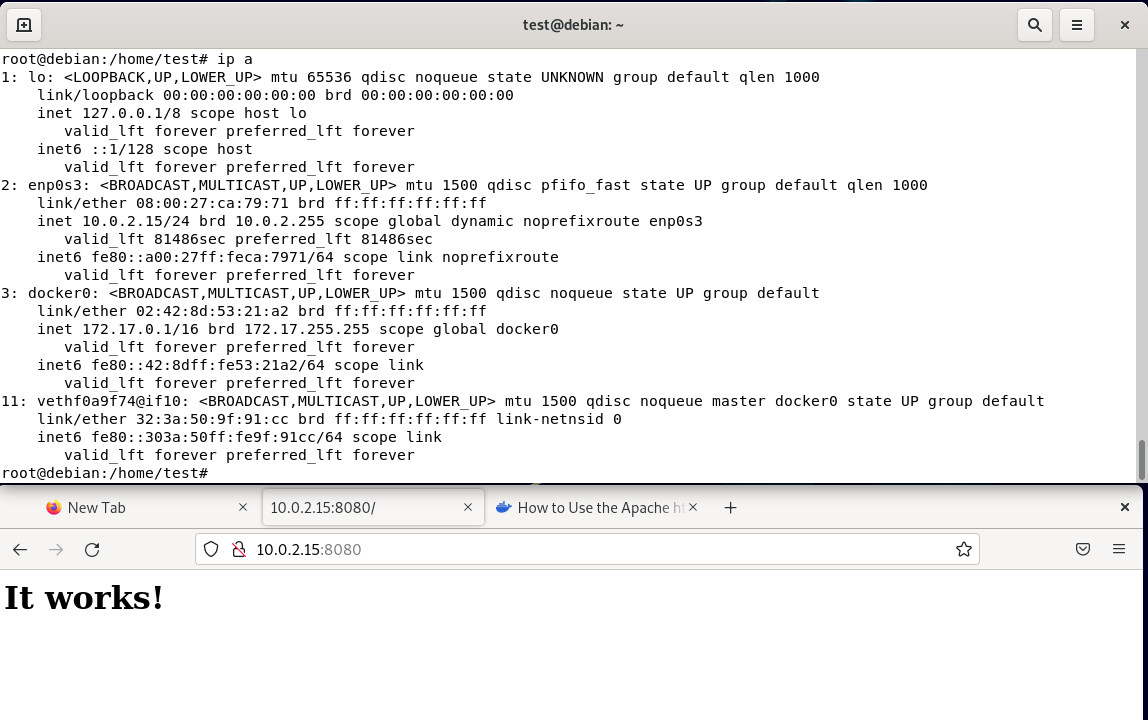 test@debian: ~
root@debian:/home/test# ip a
1: lo: <LOOPBACK,UP,LOWER_UP> mtu 65536 qdisc noqueue state UNKNOWN group default qlen 1000
    link/loopback 00:00:00:00:00:00 brd 00:00:00:00:00:00
    inet 127.0.0.1/8 scope host lo
       valid_lft forever preferred_lft forever
    inet6 ::1/128 scope host
       valid_lft forever preferred_lft forever
2: enp0s3: <BROADCAST,MULTICAST,UP,LOWER_UP> mtu 1500 qdisc pfifo_fast state UP group default qlen 1000
    link/ether 08:00:27:ca:79:71 brd ff:ff:ff:ff:ff:ff
    inet 10.0.2.15/24 brd 10.0.2.255 scope global dynamic noprefixroute enp0s3
       valid_lft 81486sec preferred_lft 81486sec
    inet6 fe80::a00:27ff:feca:7971/64 scope link noprefixroute
       valid_lft forever preferred_lft forever
3: docker0: <BROADCAST,MULTICAST,UP,LOWER_UP> mtu 1500 qdisc noqueue state UP group default
    link/ether 02:42:8d:53:21:a2 brd ff:ff:ff:ff:ff:ff
    inet 172.17.0.1/16 brd 172.17.255.255 scope global docker0
       valid_lft forever preferred_lft forever
    inet6 fe80::42:8dff:fe53:21a2/64 scope link
       valid_lft forever preferred_lft forever
11: vethf0a9f74@if10: <BROADCAST,MULTICAST,UP,LOWER_UP> mtu 1500 qdisc noqueue master docker0 state UP group default
    link/ether 32:3a:50:9f:91:cc brd ff:ff:ff:ff:ff:ff link-netnsid 0
    inet6 fe80::303a:50ff:fe9f:91cc/64 scope link
       valid_lft forever preferred_lft forever
root@debian:/home/test#
New Tab
10.0.2.15:8080/
How to Use the Apache ht
10.0.2.15:8080
It works!